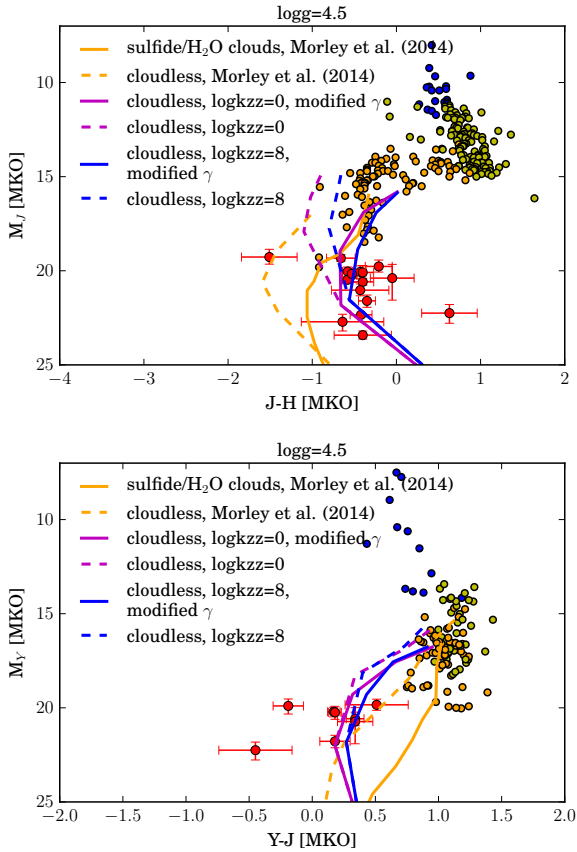 logg=4.5
sulfide/H₂O clouds, Morley et al. (2014)
cloudless, Morley et al. (2014)
cloudless, logkzz=0, modified γ
cloudless, logkzz=0
cloudless, logkzz=8,
modified γ
cloudless, logkzz=8
10
15
20
25
M_J [MKO]
−4 −3 −2 −1 0 1 2
J-H [MKO]
logg=4.5
sulfide/H₂O clouds, Morley et al. (2014)
cloudless, Morley et al. (2014)
cloudless, logkzz=0, modified γ
cloudless, logkzz=0
cloudless, logkzz=8,
modified γ
cloudless, logkzz=8
10
15
20
25
M_Y [MKO]
−2.0 −1.5 −1.0 −0.5 0.0 0.5 1.0 1.5 2.0
Y-J [MKO]